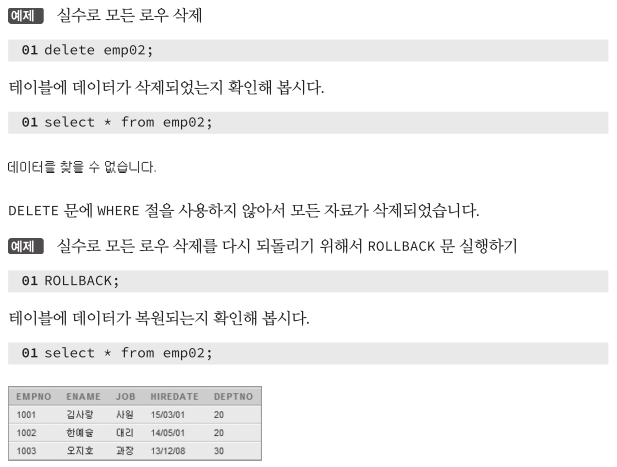 예제 실수로 모든 로우 삭제
01 delete emp02;
테이블에 데이터가 삭제되었는지 확인해 봅시다.
01 select * from emp02;
데이터를 찾을 수 없습니다.
DELETE 문에 WHERE 절을 사용하지 않아서 모든 자료가 삭제되었습니다.
예제 실수로 모든 로우 삭제를 다시 되돌리기 위해서 ROLLBACK 문 실행하기
01 ROLLBACK;
테이블에 데이터가 복원되는지 확인해 봅시다.
01 select * from emp02;
EMPNO ENAME JOB HIREDATE DEPTNO
1001 김사랑 사원 15/03/01 20
1002 한예슬 대리 14/05/01 20
1003 오지호 과장 13/12/08 30